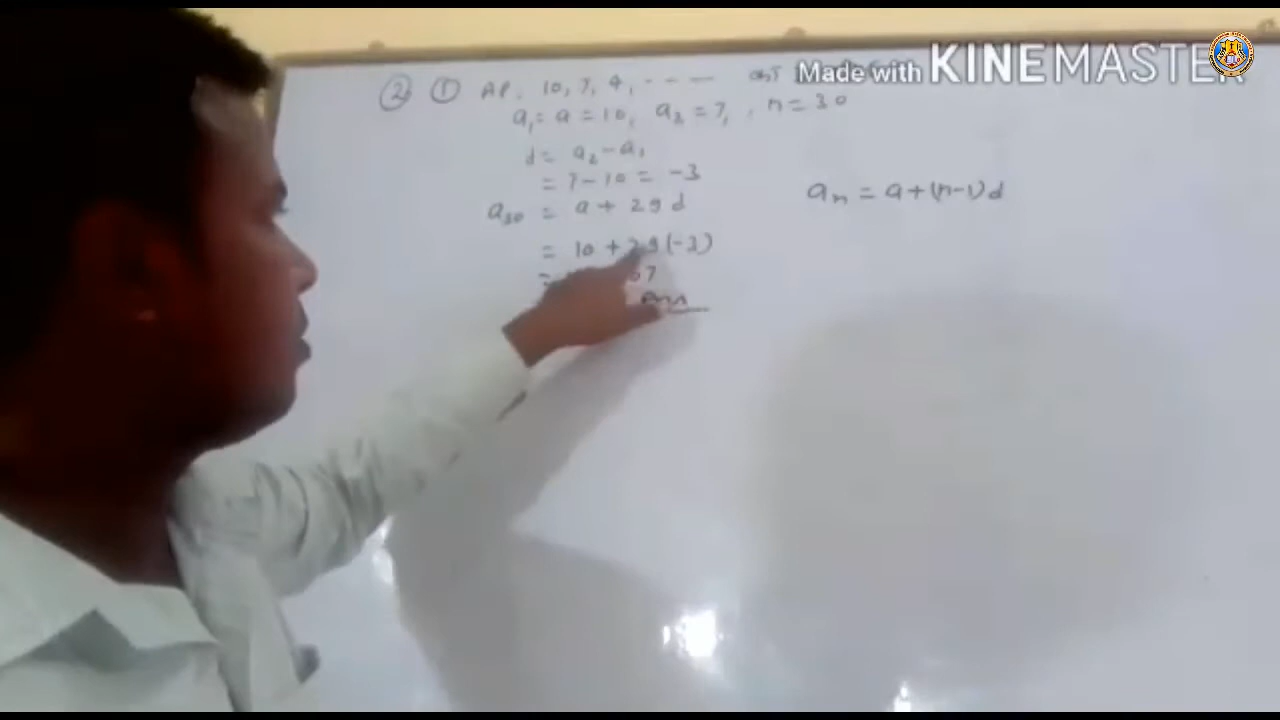 Made with KINEMASTER
② ① AP, 10, 7, 4, - - - —
a₁ = a = 10, a₂ = 7, , n = 30
d = a₂ - a₁
= 7 - 10 = -3
a₃₀ = a + 29 d
aₙ = a + (n-1) d
= 10 + 29 (-3)
=
Ans